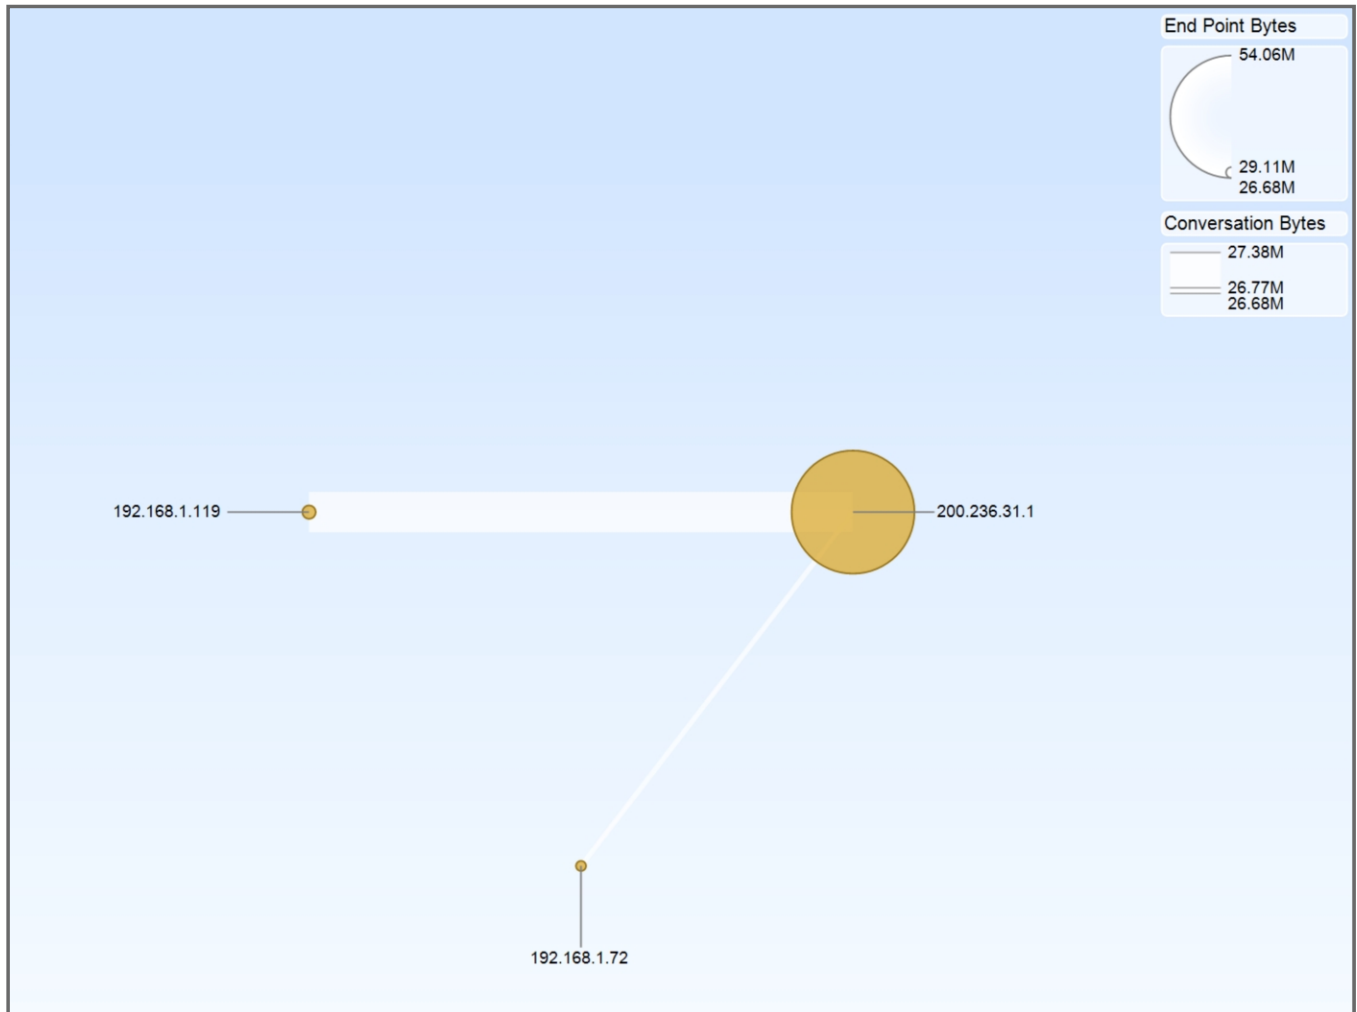 End Point Bytes
54.06M
29.11M
26.68M
Conversation Bytes
27.38M
26.77M
26.68M
192.168.1.119
200.236.31.1
192.168.1.72